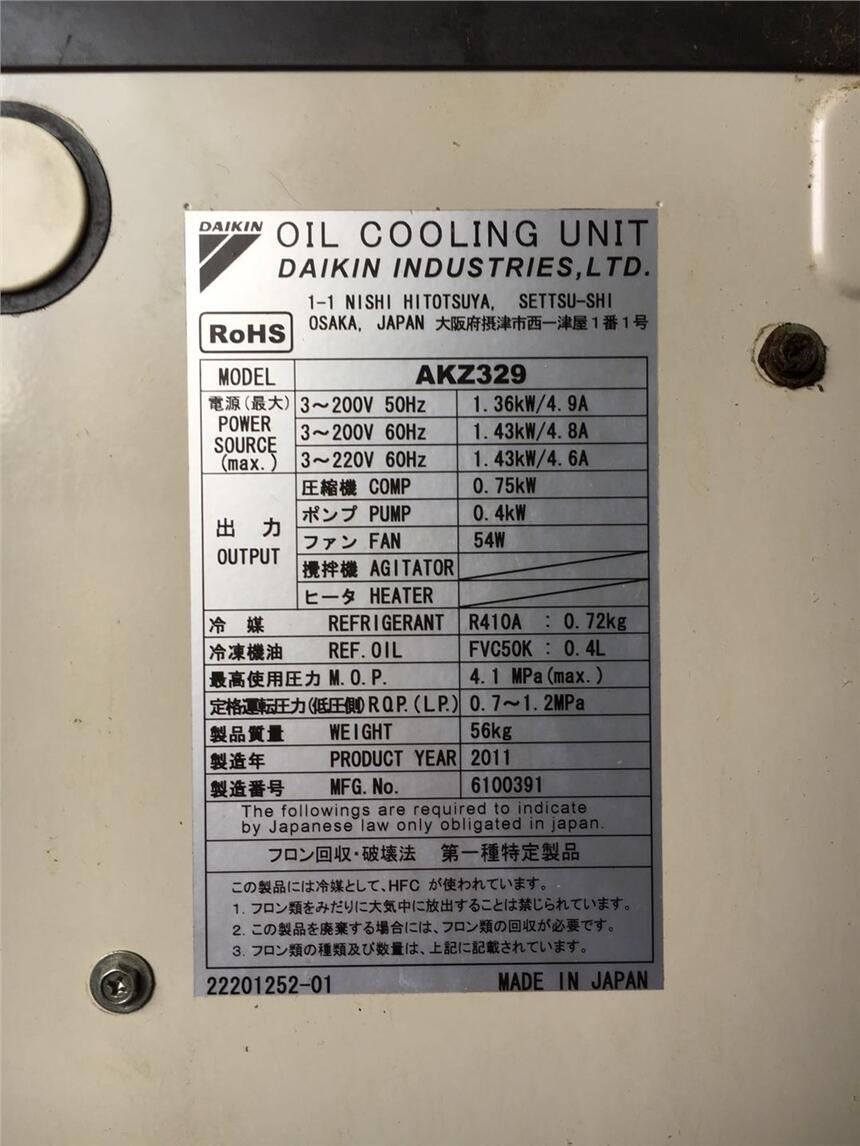 DAIKIN OIL COOLING UNIT
DAIKIN INDUSTRIES,LTD.
1-1 NISHI HITOTSUYA, SETTSU-SHI
OSAKA, JAPAN 大阪府摂津市西一津屋1番1号
RoHS
MODEL AKZ329
電源(最大) POWER SOURCE (max.)
3～200V 50Hz 1.36kW/4.9A
3～200V 60Hz 1.43kW/4.8A
3～220V 60Hz 1.43kW/4.6A
出力 OUTPUT
圧縮機 COMP 0.75kW
ポンプ PUMP 0.4kW
ファン FAN 54W
攪拌機 AGITATOR
ヒータ HEATER
冷媒 REFRIGERANT R410A : 0.72kg
冷凍機油 REF.OIL FVC50K : 0.4L
最高使用圧力 M.O.P. 4.1 MPa(max.)
定格運転圧力(低圧側) R.O.P.(L.P.) 0.7～1.2MPa
製品質量 WEIGHT 56kg
製造年 PRODUCT YEAR 2011
製造番号 MFG.No. 6100391
The followings are required to indicate
by Japanese law only obligated in japan.
フロン回収・破壊法 第一種特定製品
この製品には冷媒として、HFC が使われています。
1. フロン類をみだりに大気中に放出することは禁じられています。
2. この製品を廃棄する場合には、フロン類の回収が必要です。
3. フロン類の種類及び数量は、上記に記載されています。
22201252-01 MADE IN JAPAN